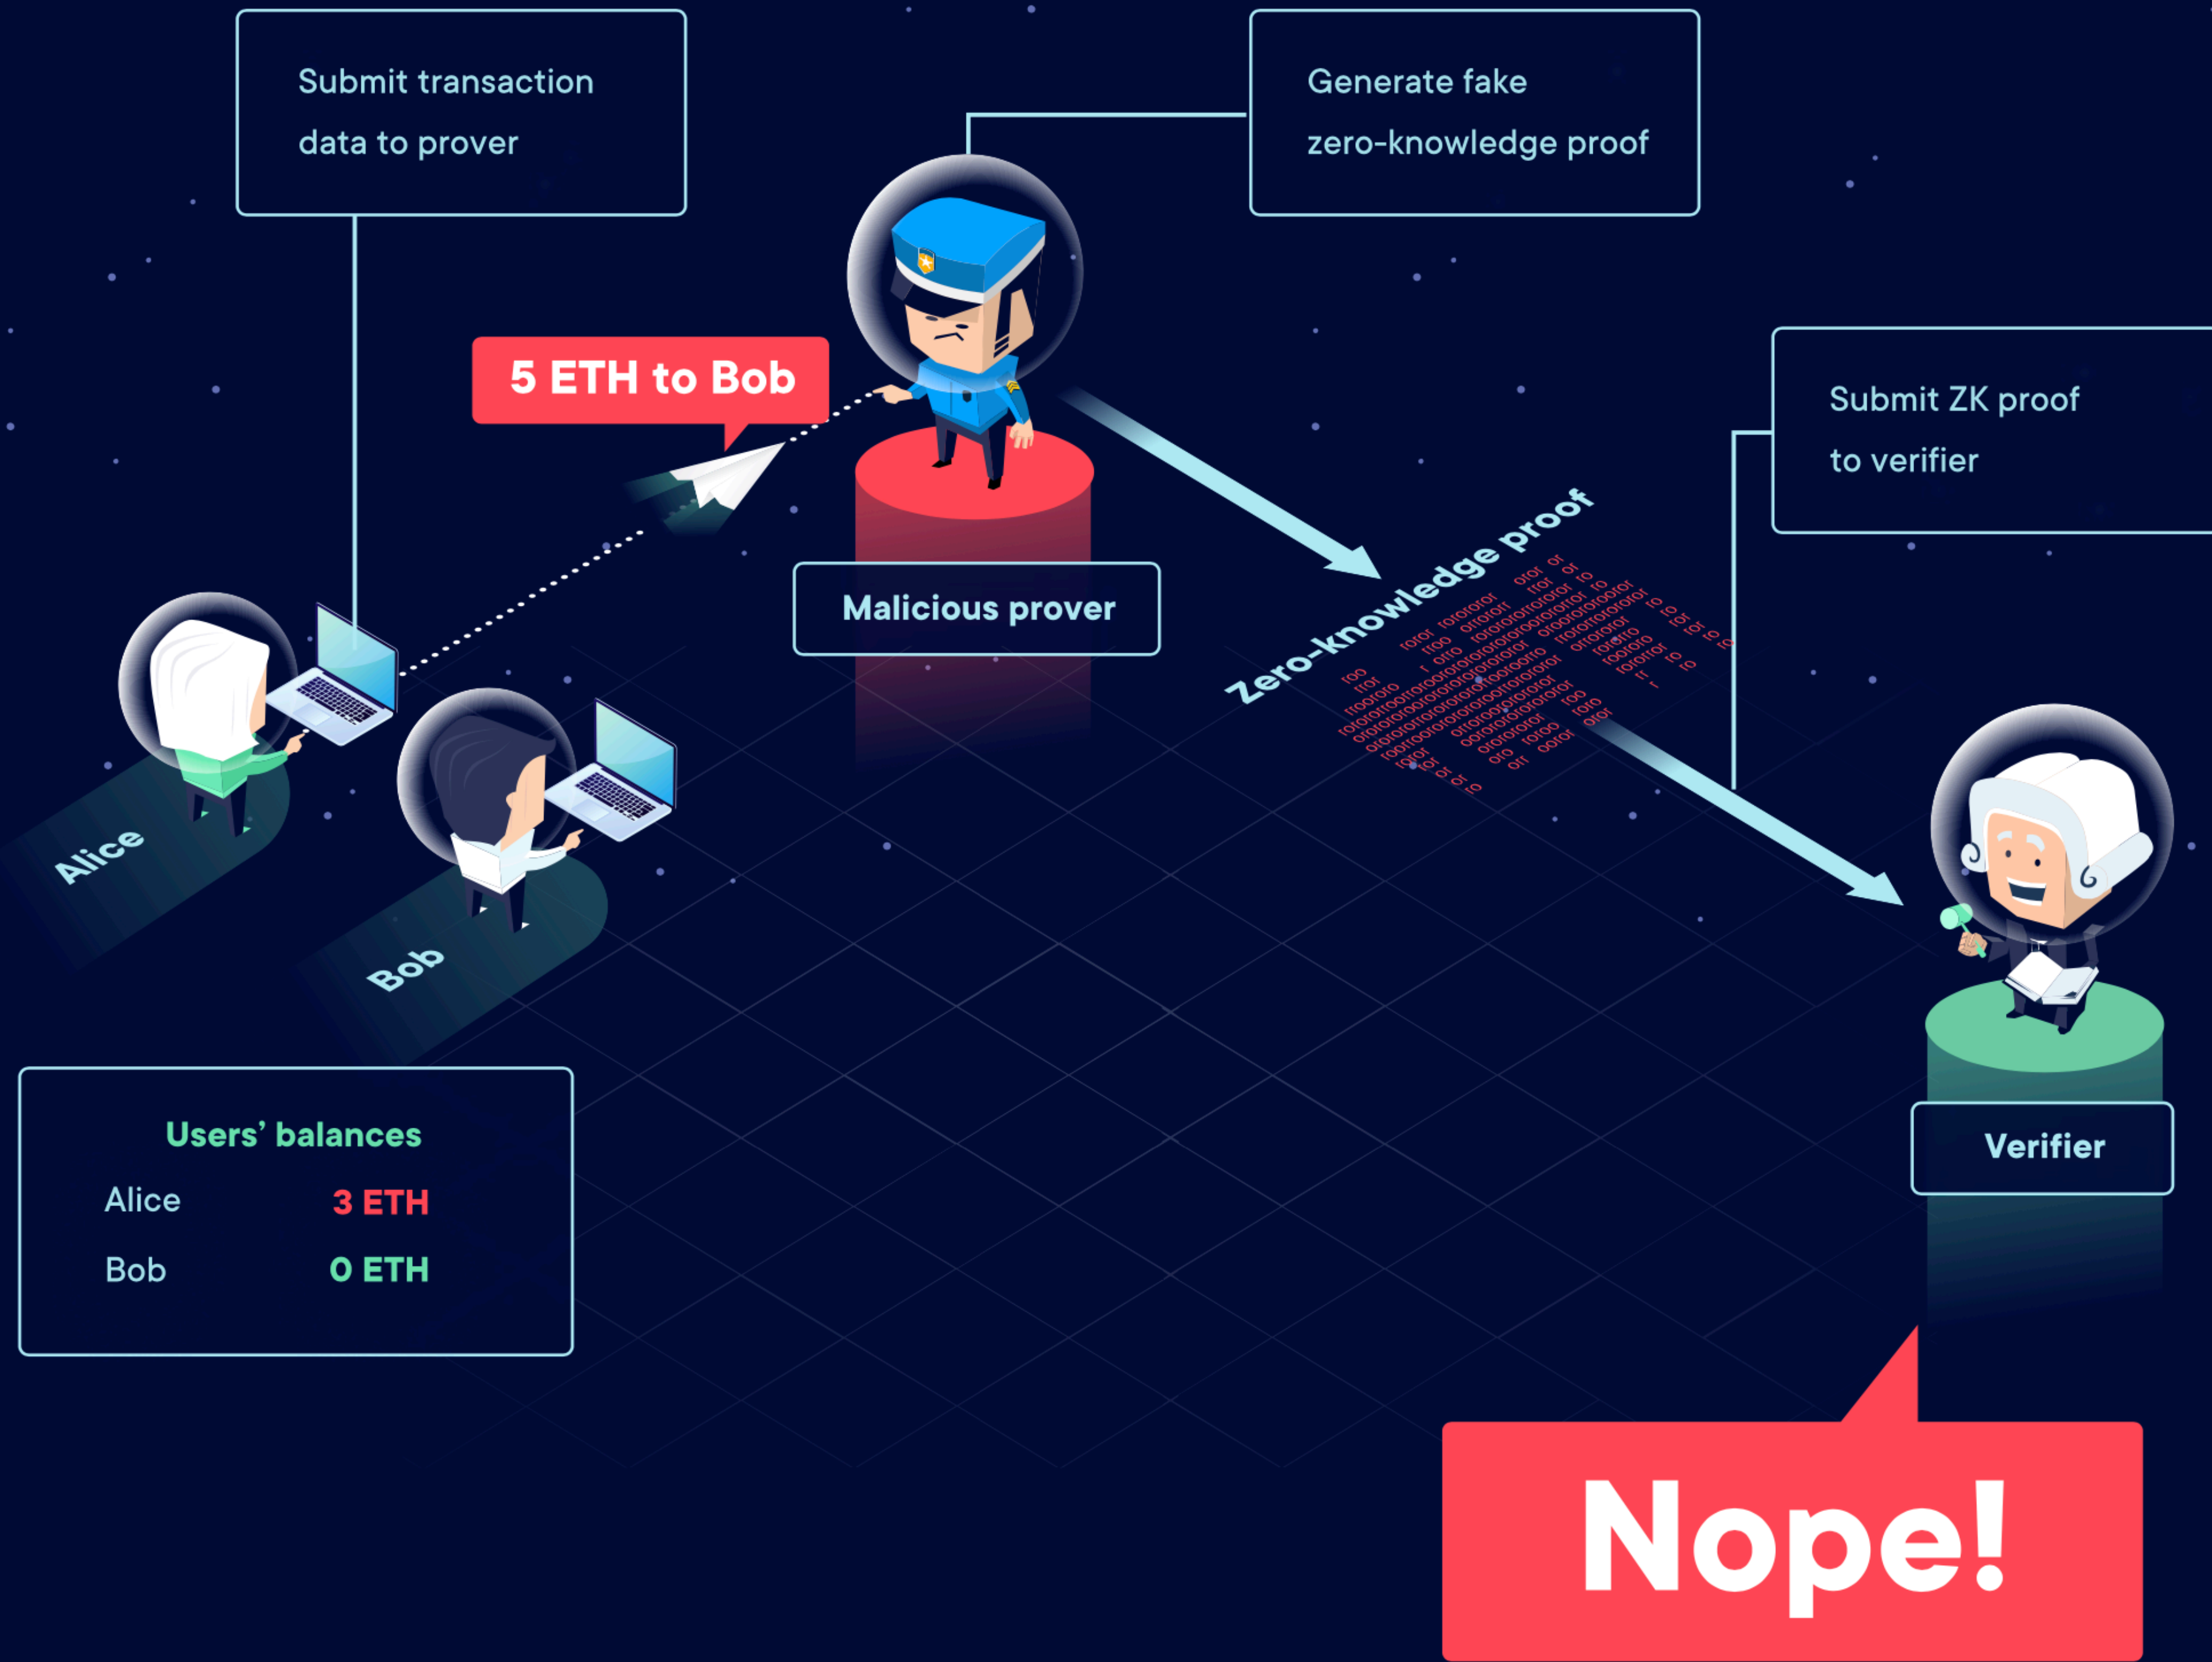 Submit transaction
data to prover
Generate fake
zero-knowledge proof
5 ETH to Bob
Submit ZK proof
to verifier
Malicious prover
Zero-knowledge proof
Alice
Bob
Users’ balances
Alice 3 ETH
Bob 0 ETH
Verifier
Nope!